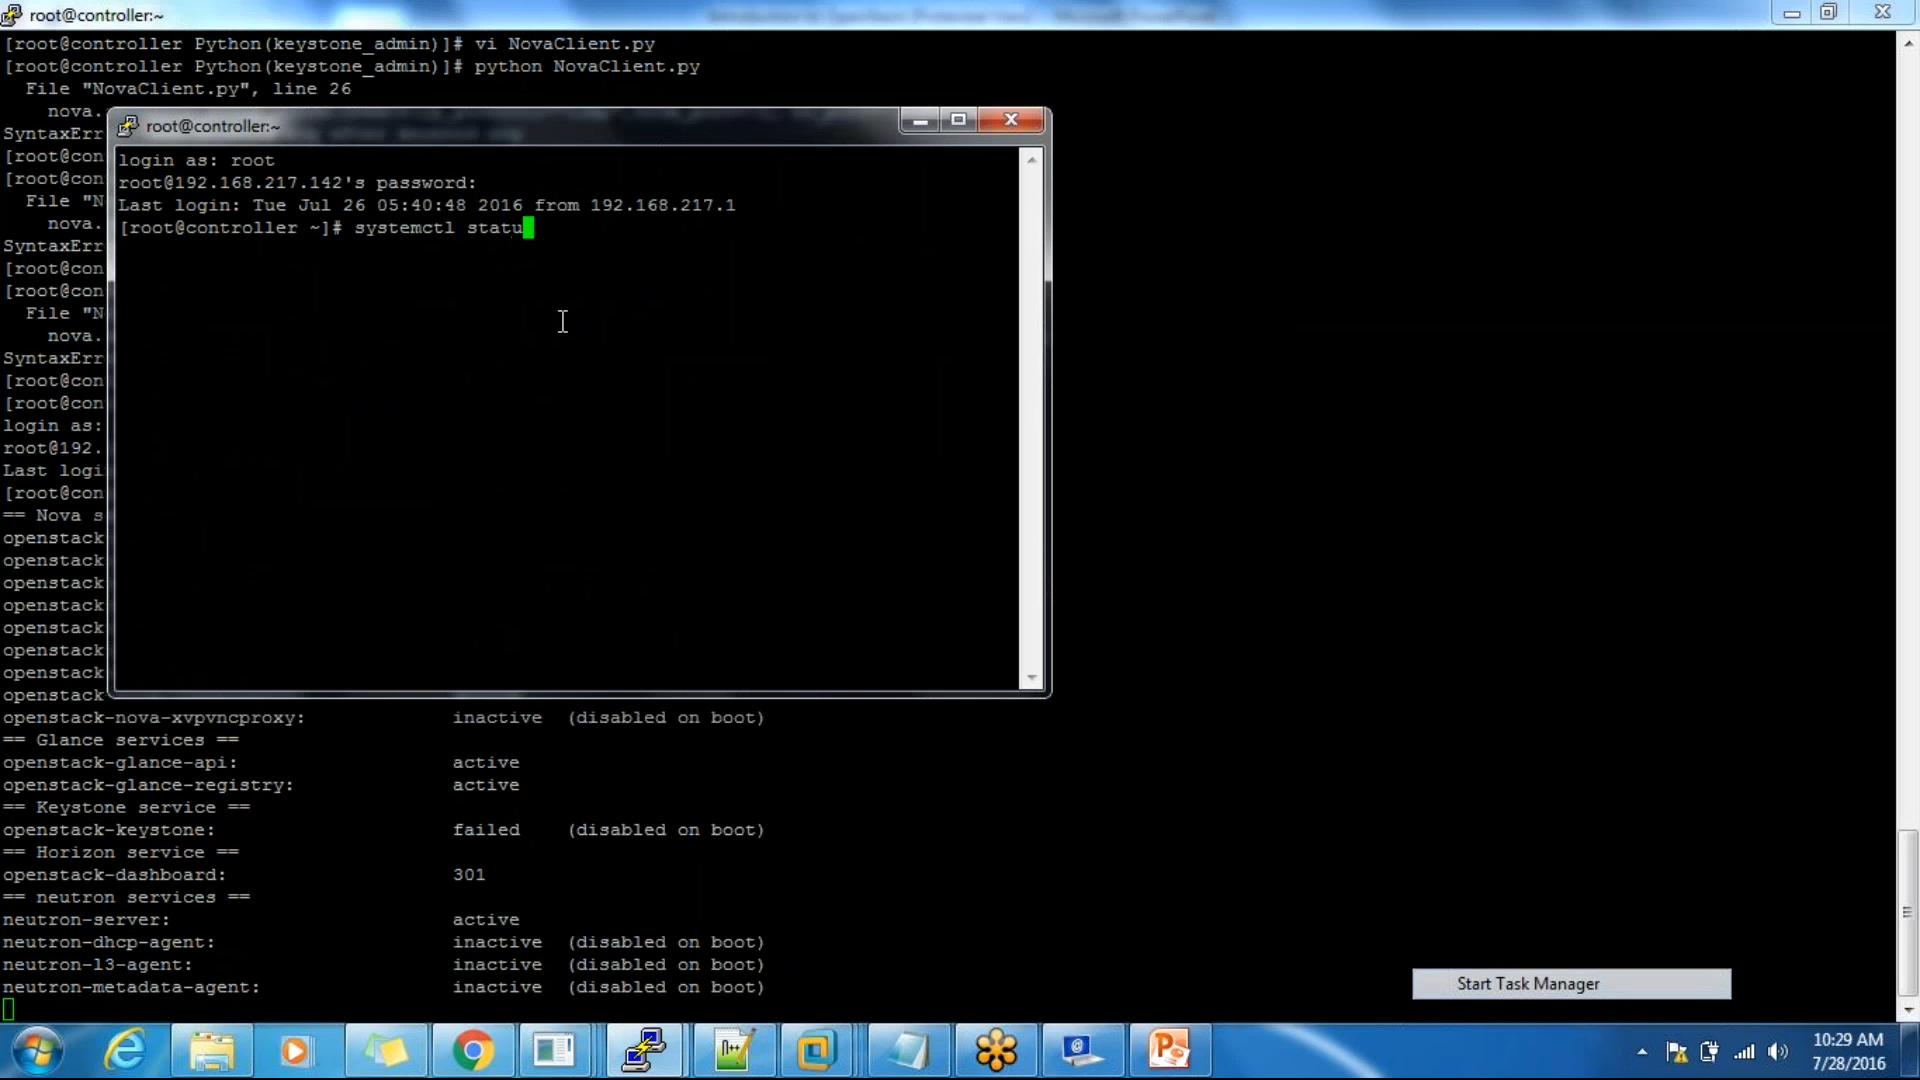 root@controller:~
[root@controller Python(keystone_admin)]# vi NovaClient.py
[root@controller Python(keystone_admin)]# python NovaClient.py
File "NovaClient.py", line 26
nova.
SyntaxErr
[root@con
[root@con
File "N
nova.
SyntaxErr
[root@con
[root@con
File "N
nova.
SyntaxErr
[root@con
[root@con
login as:
root@192.
Last logi
[root@con
== Nova s
openstack
openstack
openstack
openstack
openstack
openstack
openstack
openstack
openstack-nova-xvpvncproxy: inactive (disabled on boot)
== Glance services ==
openstack-glance-api: active
openstack-glance-registry: active
== Keystone service ==
openstack-keystone: failed (disabled on boot)
== Horizon service ==
openstack-dashboard: 301
== neutron services ==
neutron-server: active
neutron-dhcp-agent: inactive (disabled on boot)
neutron-l3-agent: inactive (disabled on boot)
neutron-metadata-agent: inactive (disabled on boot)
root@controller:~
login as: root
root@192.168.217.142's password:
Last login: Tue Jul 26 05:40:48 2016 from 192.168.217.1
[root@controller ~]# systemctl statu
Start Task Manager
10:29 AM
7/28/2016